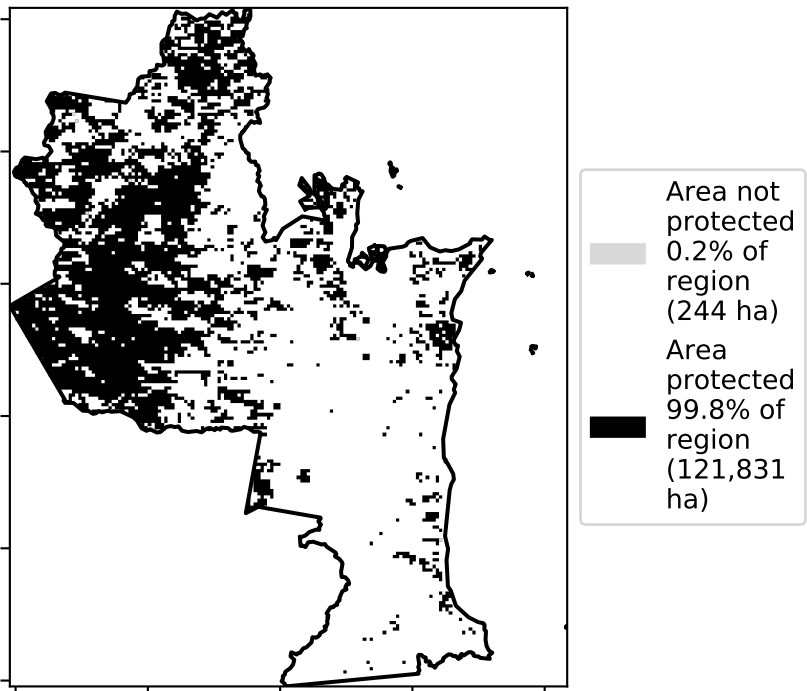 Area not
protected
0.2% of
region
(244 ha)
Area
protected
99.8% of
region
(121,831
ha)